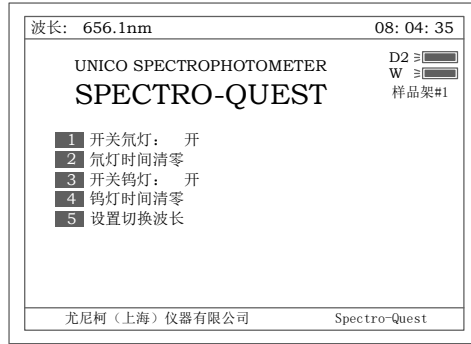 波长: 656.1nm 08: 04: 35
UNICO SPECTROPHOTOMETER
SPECTRO-QUEST
D2
W
样品架#1
1 开关氘灯： 开
2 氘灯时间清零
3 开关钨灯： 开
4 钨灯时间清零
5 设置切换波长
尤尼柯（上海）仪器有限公司 Spectro-Quest